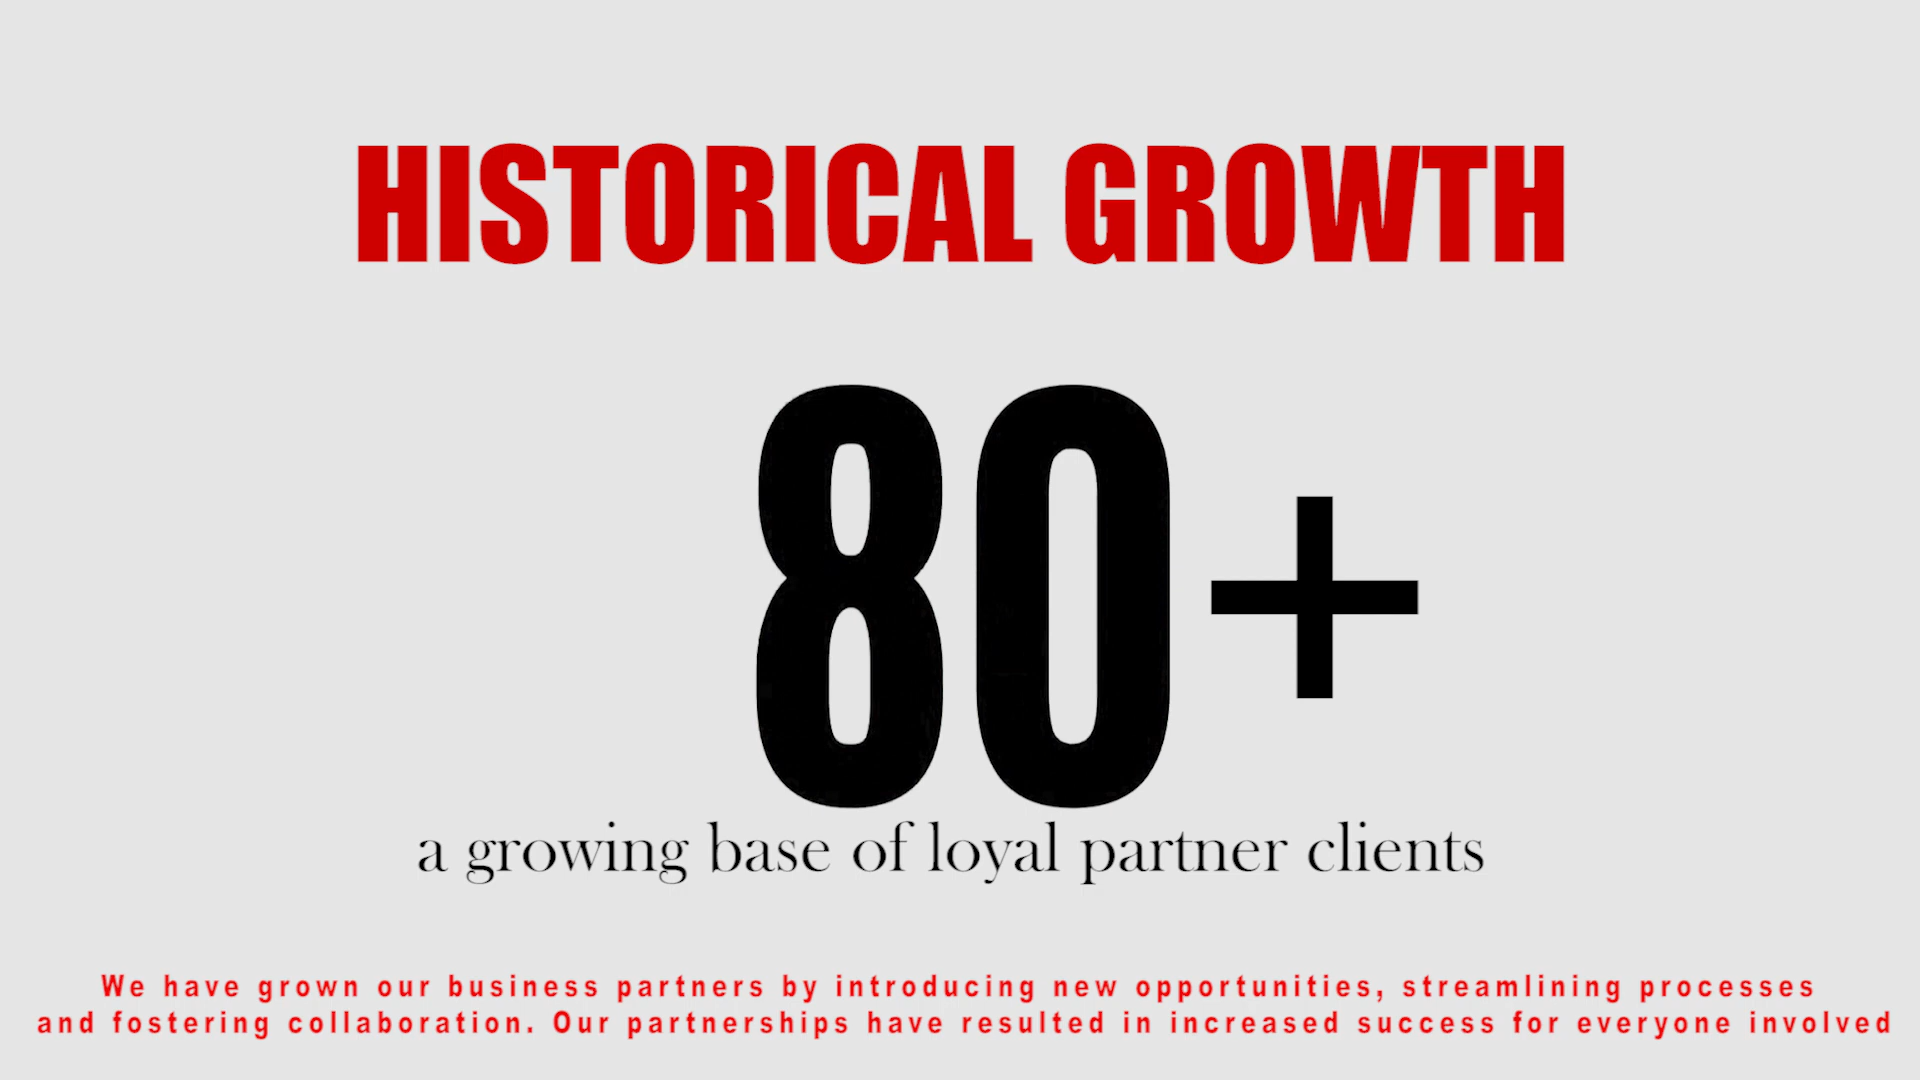 HISTORICAL GROWTH
80+
a growing base of loyal partner clients
We have grown our business partners by introducing new opportunities, streamlining processes
and fostering collaboration. Our partnerships have resulted in increased success for everyone involved